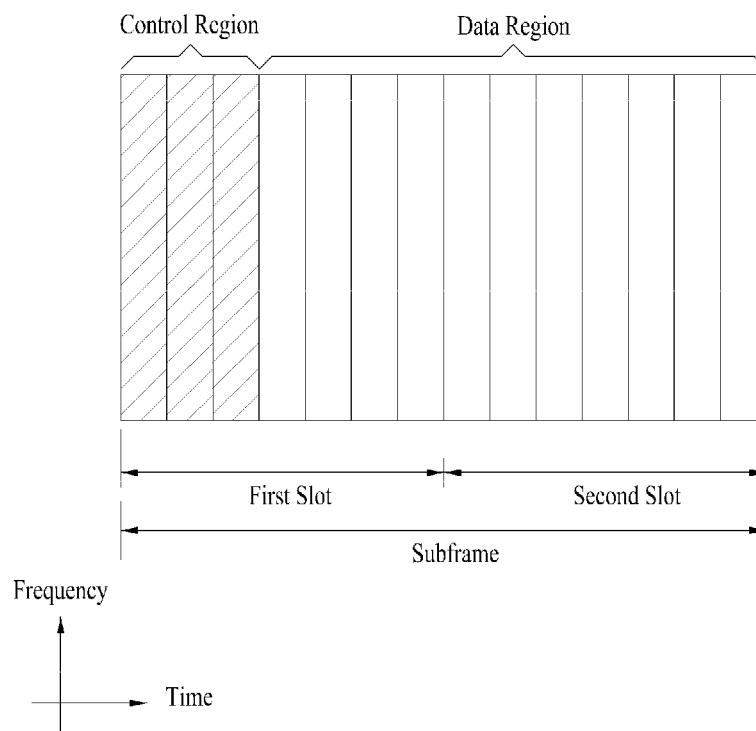 Control Region
Data Region
First Slot
Second Slot
Subframe
Frequency
Time